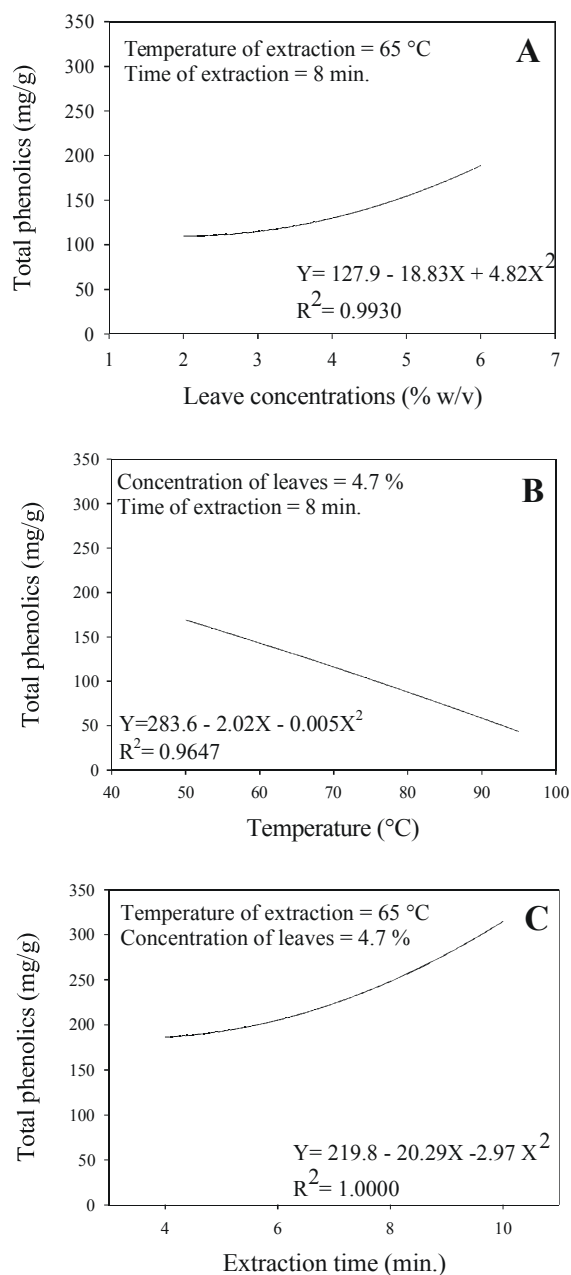 Temperature of extraction = 65 °C
A
Time of extraction = 8 min.
Total phenolics (mg/g)
350
300
250
200
150
100
50
0
Y= 127.9 - 18.83X + 4.82X²
R²= 0.9930
1 2 3 4 5 6 7
Leave concentrations (% w/v)
Concentration of leaves = 4.7 %
B
Time of extraction = 8 min.
Total phenolics (mg/g)
350
300
250
200
150
100
50
0
Y=283.6 - 2.02X - 0.005X²
R²= 0.9647
40 50 60 70 80 90 100
Temperature (°C)
Temperature of extraction = 65 °C
C
Concentration of leaves = 4.7 %
Total phenolics (mg/g)
350
300
250
200
150
100
50
0
Y= 219.8 - 20.29X -2.97 X²
R²= 1.0000
4 6 8 10
Extraction time (min.)